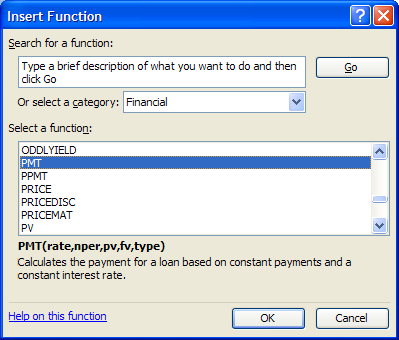 Insert Function
Search for a function:
Type a brief description of what you want to do and then
click Go
Go
Or select a category: Financial
Select a function:
ODDLYIELD
PMT
PPMT
PRICE
PRICEDISC
PRICEMAT
PV
PMT(rate,nper,pv,fv,type)
Calculates the payment for a loan based on constant payments and a
constant interest rate.
Help on this function
OK
Cancel